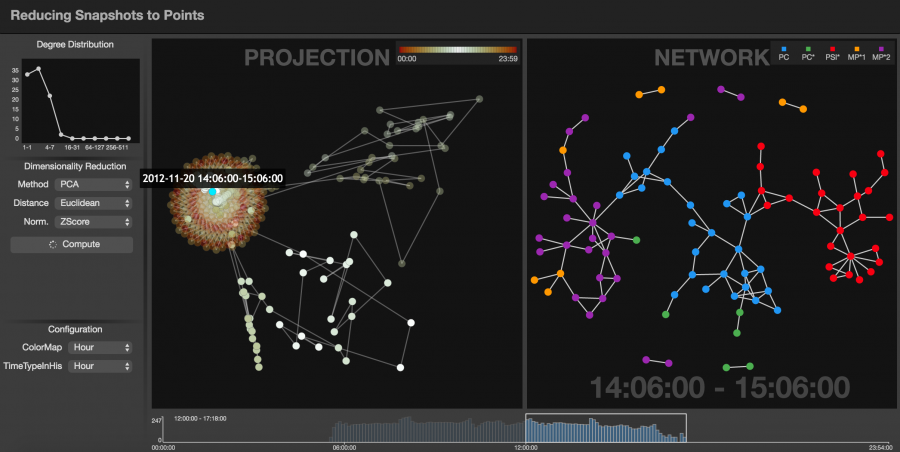 Reducing Snapshots to Points
Degree Distribution
35
30
25
20
15
10
5
0
1-1 4-7 16-31 64-127 256-511
Dimensionality Reduction
Method PCA
Distance Euclidean
Norm. ZScore
Compute
Configuration
ColorMap Hour
TimeTypeInHis Hour
PROJECTION
00:00 23:59
2012-11-20 14:06:00-15:06:00
NETWORK
PC PC* PSI* MP*1 MP*2
14:06:00 - 15:06:00
247
0
12:00:00 - 17:18:00
00:00:00 06:00:00 12:00:00 23:54:00